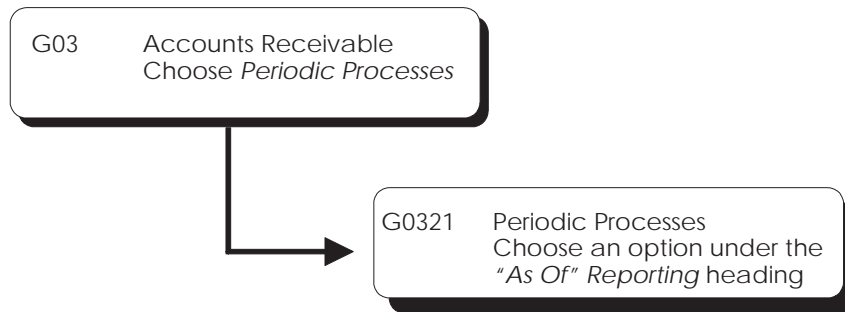 G03 Accounts Receivable
Choose Periodic Processes
G0321 Periodic Processes
Choose an option under the
"As Of" Reporting heading